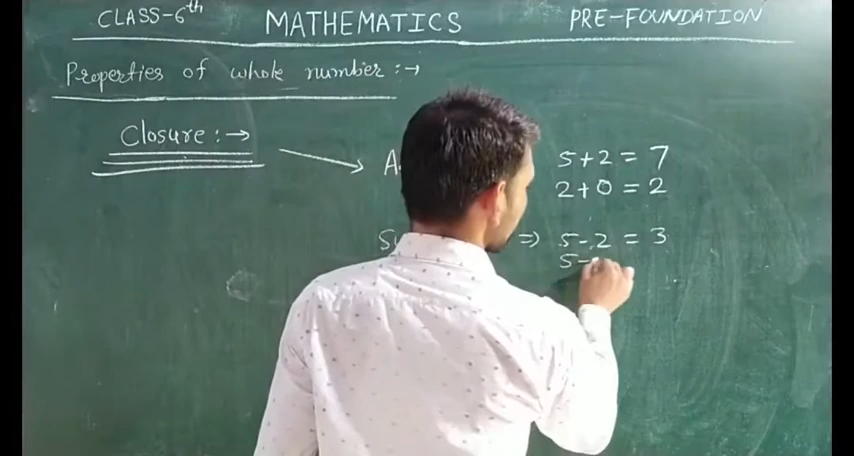 CLASS-6th MATHEMATICS PRE-FOUNDATION
Properties of whole number :→
Closure :→
5+2=7
2+0=2
⇒ 5-2=3
5-